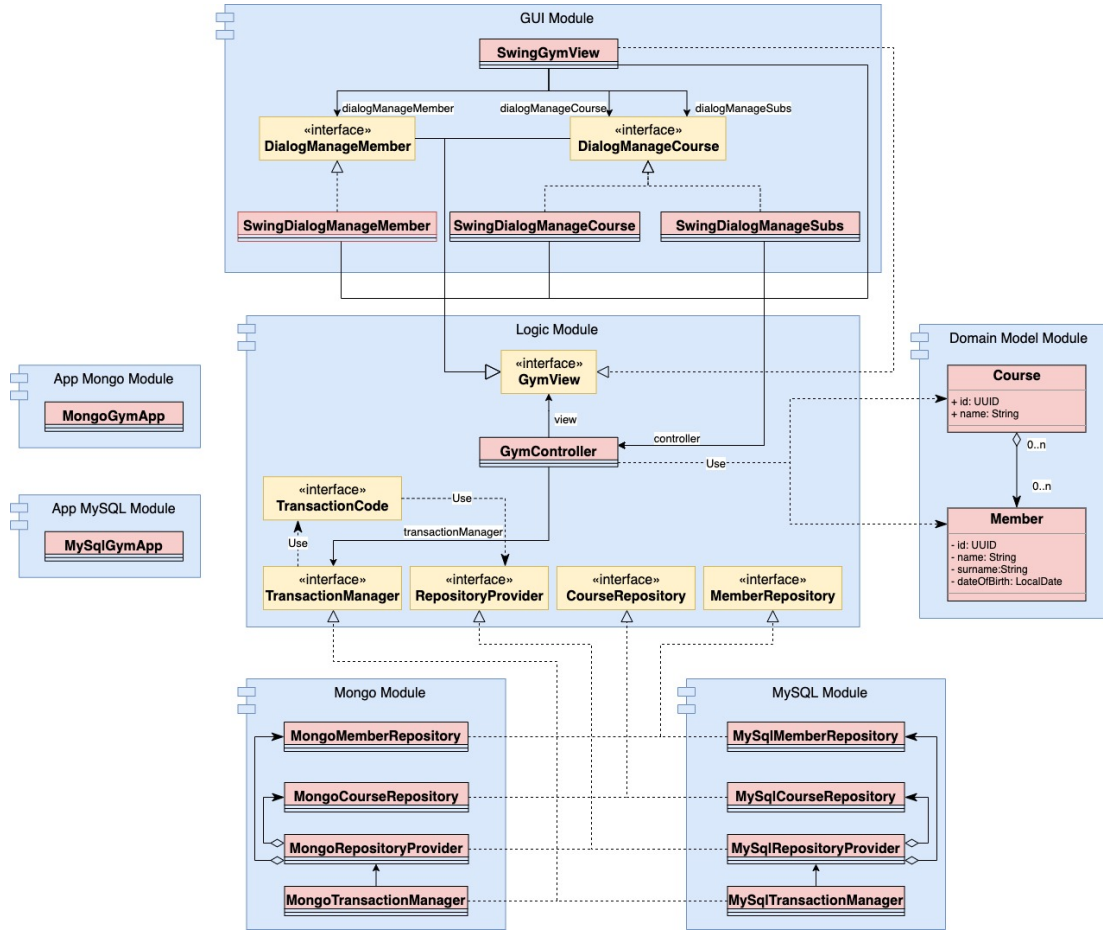 GUI Module
SwingGymView
dialogManageMember
dialogManageCourse
dialogManageSubs
«interface»
DialogManageMember
«interface»
DialogManageCourse
SwingDialogManageMember
SwingDialogManageCourse
SwingDialogManageSubs
Logic Module
«interface»
GymView
view
GymController
controller
Use
«interface»
TransactionCode
Use
Use
transactionManager
«interface»
TransactionManager
«interface»
RepositoryProvider
«interface»
CourseRepository
«interface»
MemberRepository
App Mongo Module
MongoGymApp
App MySQL Module
MySqlGymApp
Domain Model Module
Course
+ id: UUID
+ name: String
0..n
0..n
Member
- id: UUID
- name: String
- surname:String
- dateOfBirth: LocalDate
Mongo Module
MongoMemberRepository
MongoCourseRepository
MongoRepositoryProvider
MongoTransactionManager
MySQL Module
MySqlMemberRepository
MySqlCourseRepository
MySqlRepositoryProvider
MySqlTransactionManager